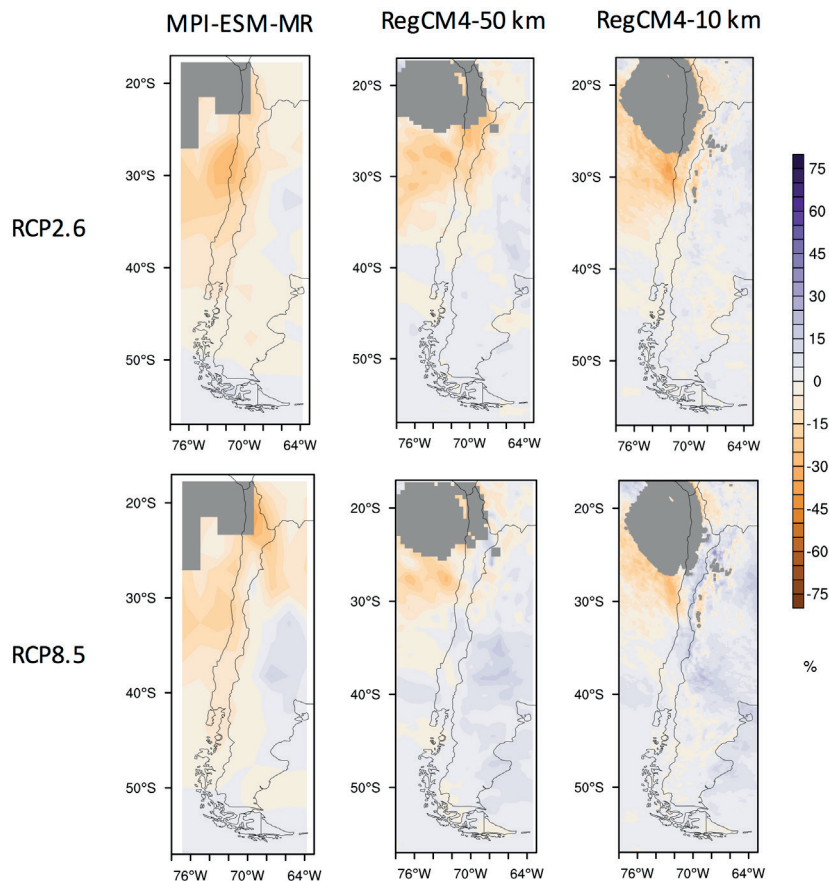 MPI-ESM-MR RegCM4-50 km RegCM4-10 km
20°S 20°S 20°S
30°S 30°S 30°S
RCP2.6
40°S 40°S 40°S
50°S 50°S 50°S
76°W 70°W 64°W 76°W 70°W 64°W 76°W 70°W 64°W
20°S 20°S 20°S
30°S 30°S 30°S
RCP8.5
40°S 40°S 40°S
50°S 50°S 50°S
76°W 70°W 64°W 76°W 70°W 64°W 76°W 70°W 64°W
75
60
45
30
15
0
-15
-30
-45
-60
-75
%